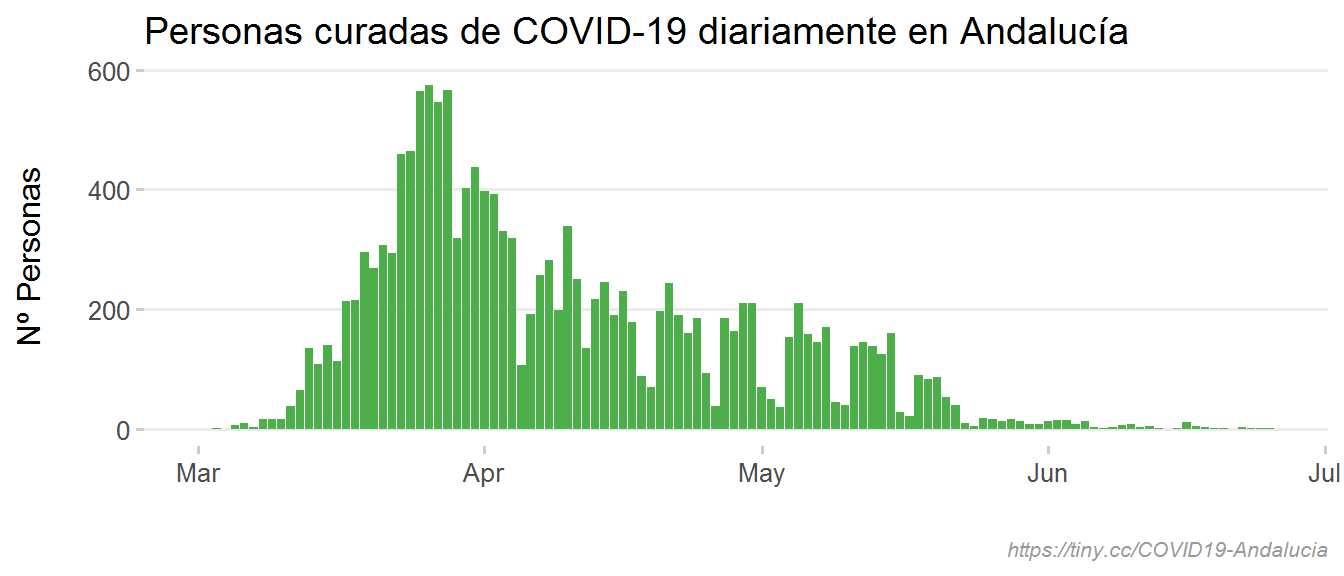 Personas curadas de COVID-19 diariamente en Andalucía
Nº Personas
600
400
200
0
Mar Apr May Jun Jul
https://tiny.cc/COVID19-Andalucia